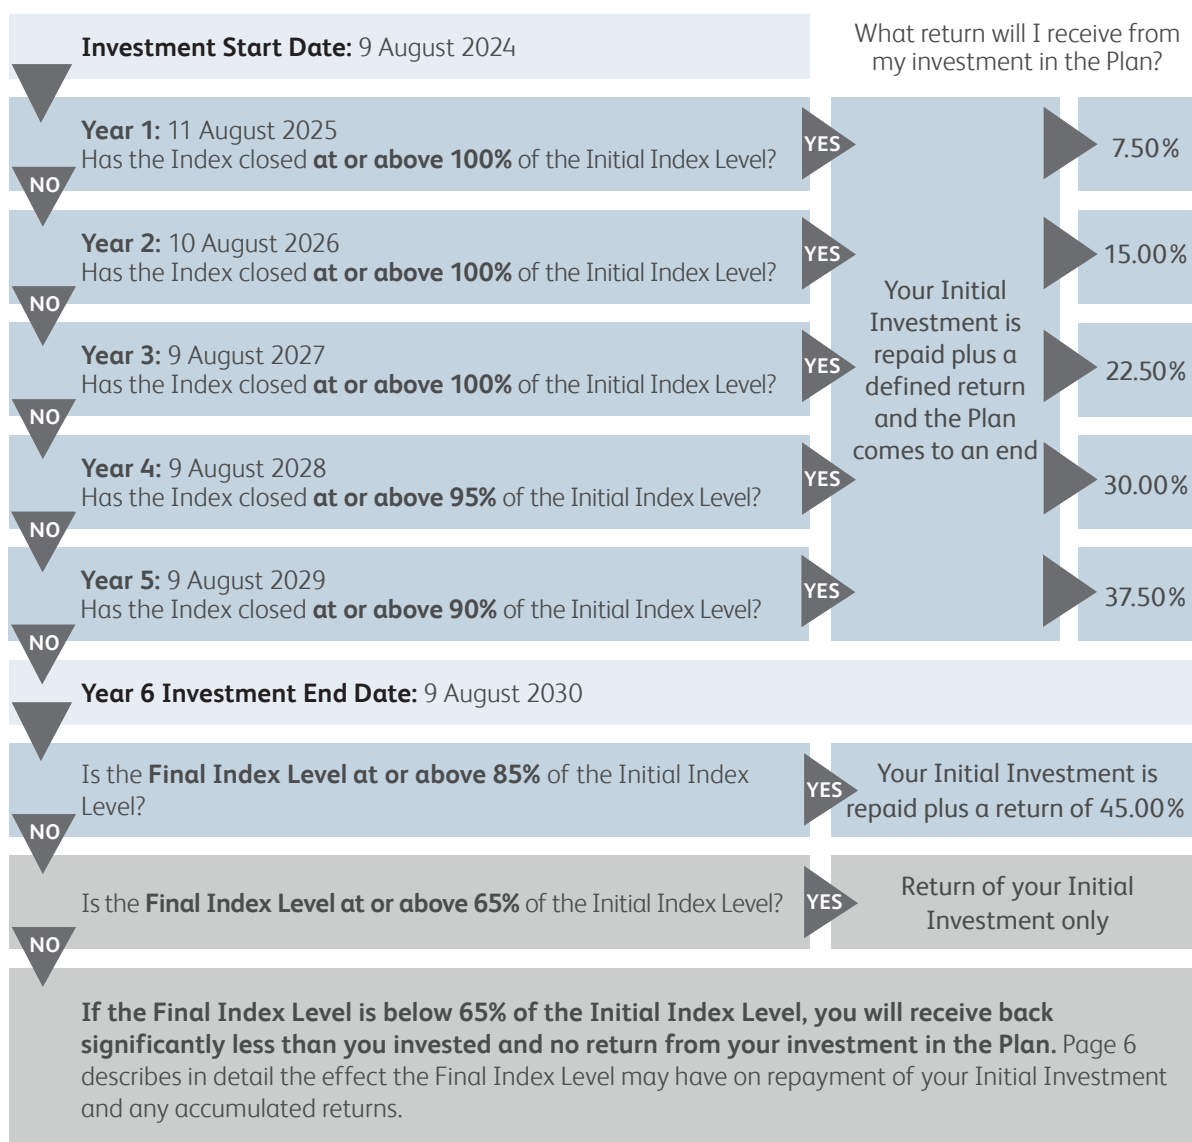 Investment Start Date: 9 August 2024
What return will I receive from
my investment in the Plan?
Year 1: 11 August 2025
Has the Index closed at or above 100% of the Initial Index Level?
YES
7.50%
NO
Year 2: 10 August 2026
Has the Index closed at or above 100% of the Initial Index Level?
YES
15.00%
NO
Year 3: 9 August 2027
Has the Index closed at or above 100% of the Initial Index Level?
YES
22.50%
NO
Year 4: 9 August 2028
Has the Index closed at or above 95% of the Initial Index Level?
YES
30.00%
NO
Year 5: 9 August 2029
Has the Index closed at or above 90% of the Initial Index Level?
YES
37.50%
Your Initial
Investment is
repaid plus a
defined return
and the Plan
comes to an end
NO
Year 6 Investment End Date: 9 August 2030
Is the Final Index Level at or above 85% of the Initial Index
Level?
YES
Your Initial Investment is
repaid plus a return of 45.00%
NO
Is the Final Index Level at or above 65% of the Initial Index Level?
YES
Return of your Initial
Investment only
NO
If the Final Index Level is below 65% of the Initial Index Level, you will receive back
significantly less than you invested and no return from your investment in the Plan. Page 6
describes in detail the effect the Final Index Level may have on repayment of your Initial Investment
and any accumulated returns.